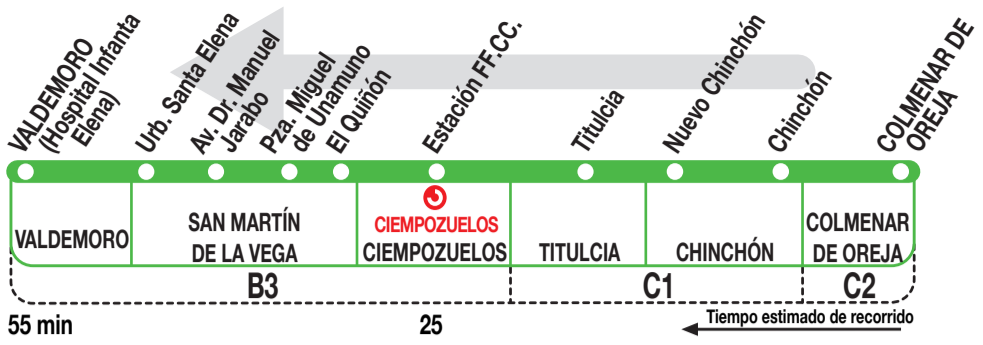 VALDEMORO
(Hospital Infanta
Elena)
Urb. Santa Elena
Av. Dr. Manuel
Jarabo
Pza. Miguel
de Unamuno
El Quiñón
Estación FF.CC.
Titulcia
Nuevo Chinchón
Chinchón
COLMENAR DE
OREJA
VALDEMORO
SAN MARTÍN
DE LA VEGA
CIEMPOZUELOS
CIEMPOZUELOS
TITULCIA
CHINCHÓN
COLMENAR
DE OREJA
B3
C1
C2
55 min
25
Tiempo estimado de recorrido